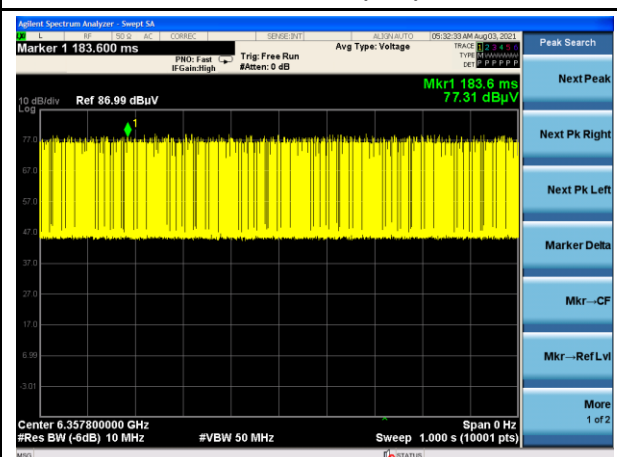 Agilent Spectrum Analyzer - Swept SA
L RF 50 Ω AC CORREC SENSE:INT ALIGN AUTO 05:32:33 AM Aug 03, 2021
Marker 1 183.600 ms
PNO: Fast
IFGain:High
Trig: Free Run
#Atten: 0 dB
Avg Type: Voltage
TRACE 1 2 3 4 5 6
TYPE M
DET P P P P P P
Peak Search
Mkr1 183.6 ms
77.31 dBµV
10 dB/div Ref 86.99 dBµV
Log
1
77.0
67.0
57.0
47.0
37.0
27.0
17.0
6.99
-3.01
Next Peak
Next Pk Right
Next Pk Left
Marker Delta
Mkr→CF
Mkr→Ref Lvl
More
1 of 2
Center 6.357800000 GHz Span 0 Hz
#Res BW (-6dB) 10 MHz #VBW 50 MHz Sweep 1.000 s (10001 pts)
MSG STATUS